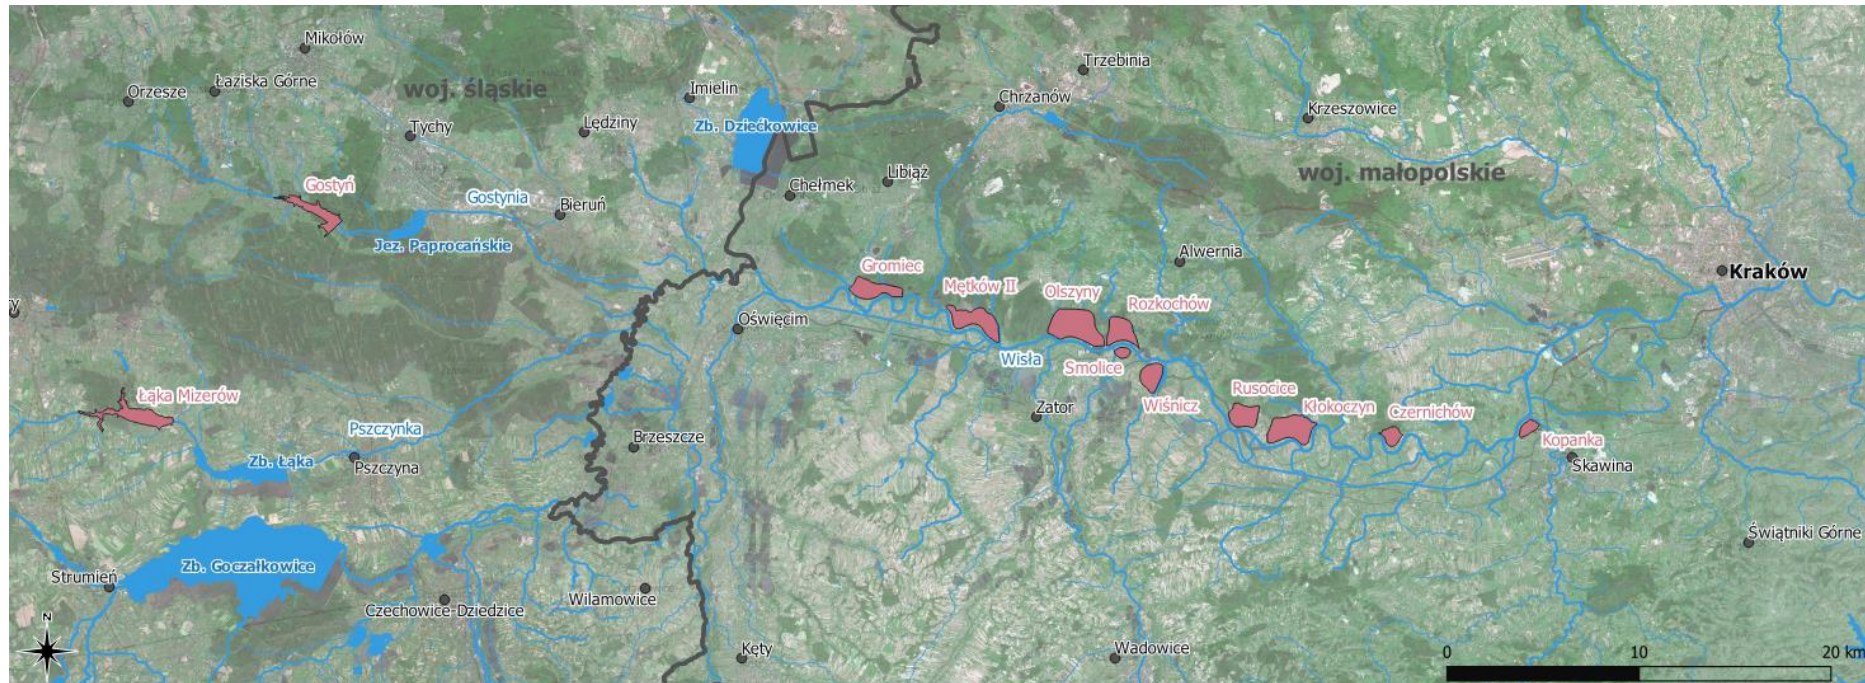 Mikołów
Trzebinia
Łaziska Górne
woj. śląskie
Imielin
Orzesze
Chrzanów
Krzeszowice
Tychy
Lędziny
Zb. Dziećkowice
woj. małopolskie
Libiąż
Gostyń
Chełmek
Gostynia
Bieruń
Jez. Paprocańskie
Alwernia
Gromiec
Kraków
Mętków II
Olszyny
Rozkochów
ry
Oświęcim
Wisła
Smolice
Łąka Mizerów
Rusocice
Wiśnicz
Kłokoczyn
Zator
Czernichów
Pszczynka
Brzeszcze
Kopanka
Zb. Łąka
Pszczyna
Skawina
Świątniki Górne
Zb. Goczałkowice
Strumień
Wilamowice
Czechowice-Dziedzice
N
Kęty
Wadowice
0 10 20 km